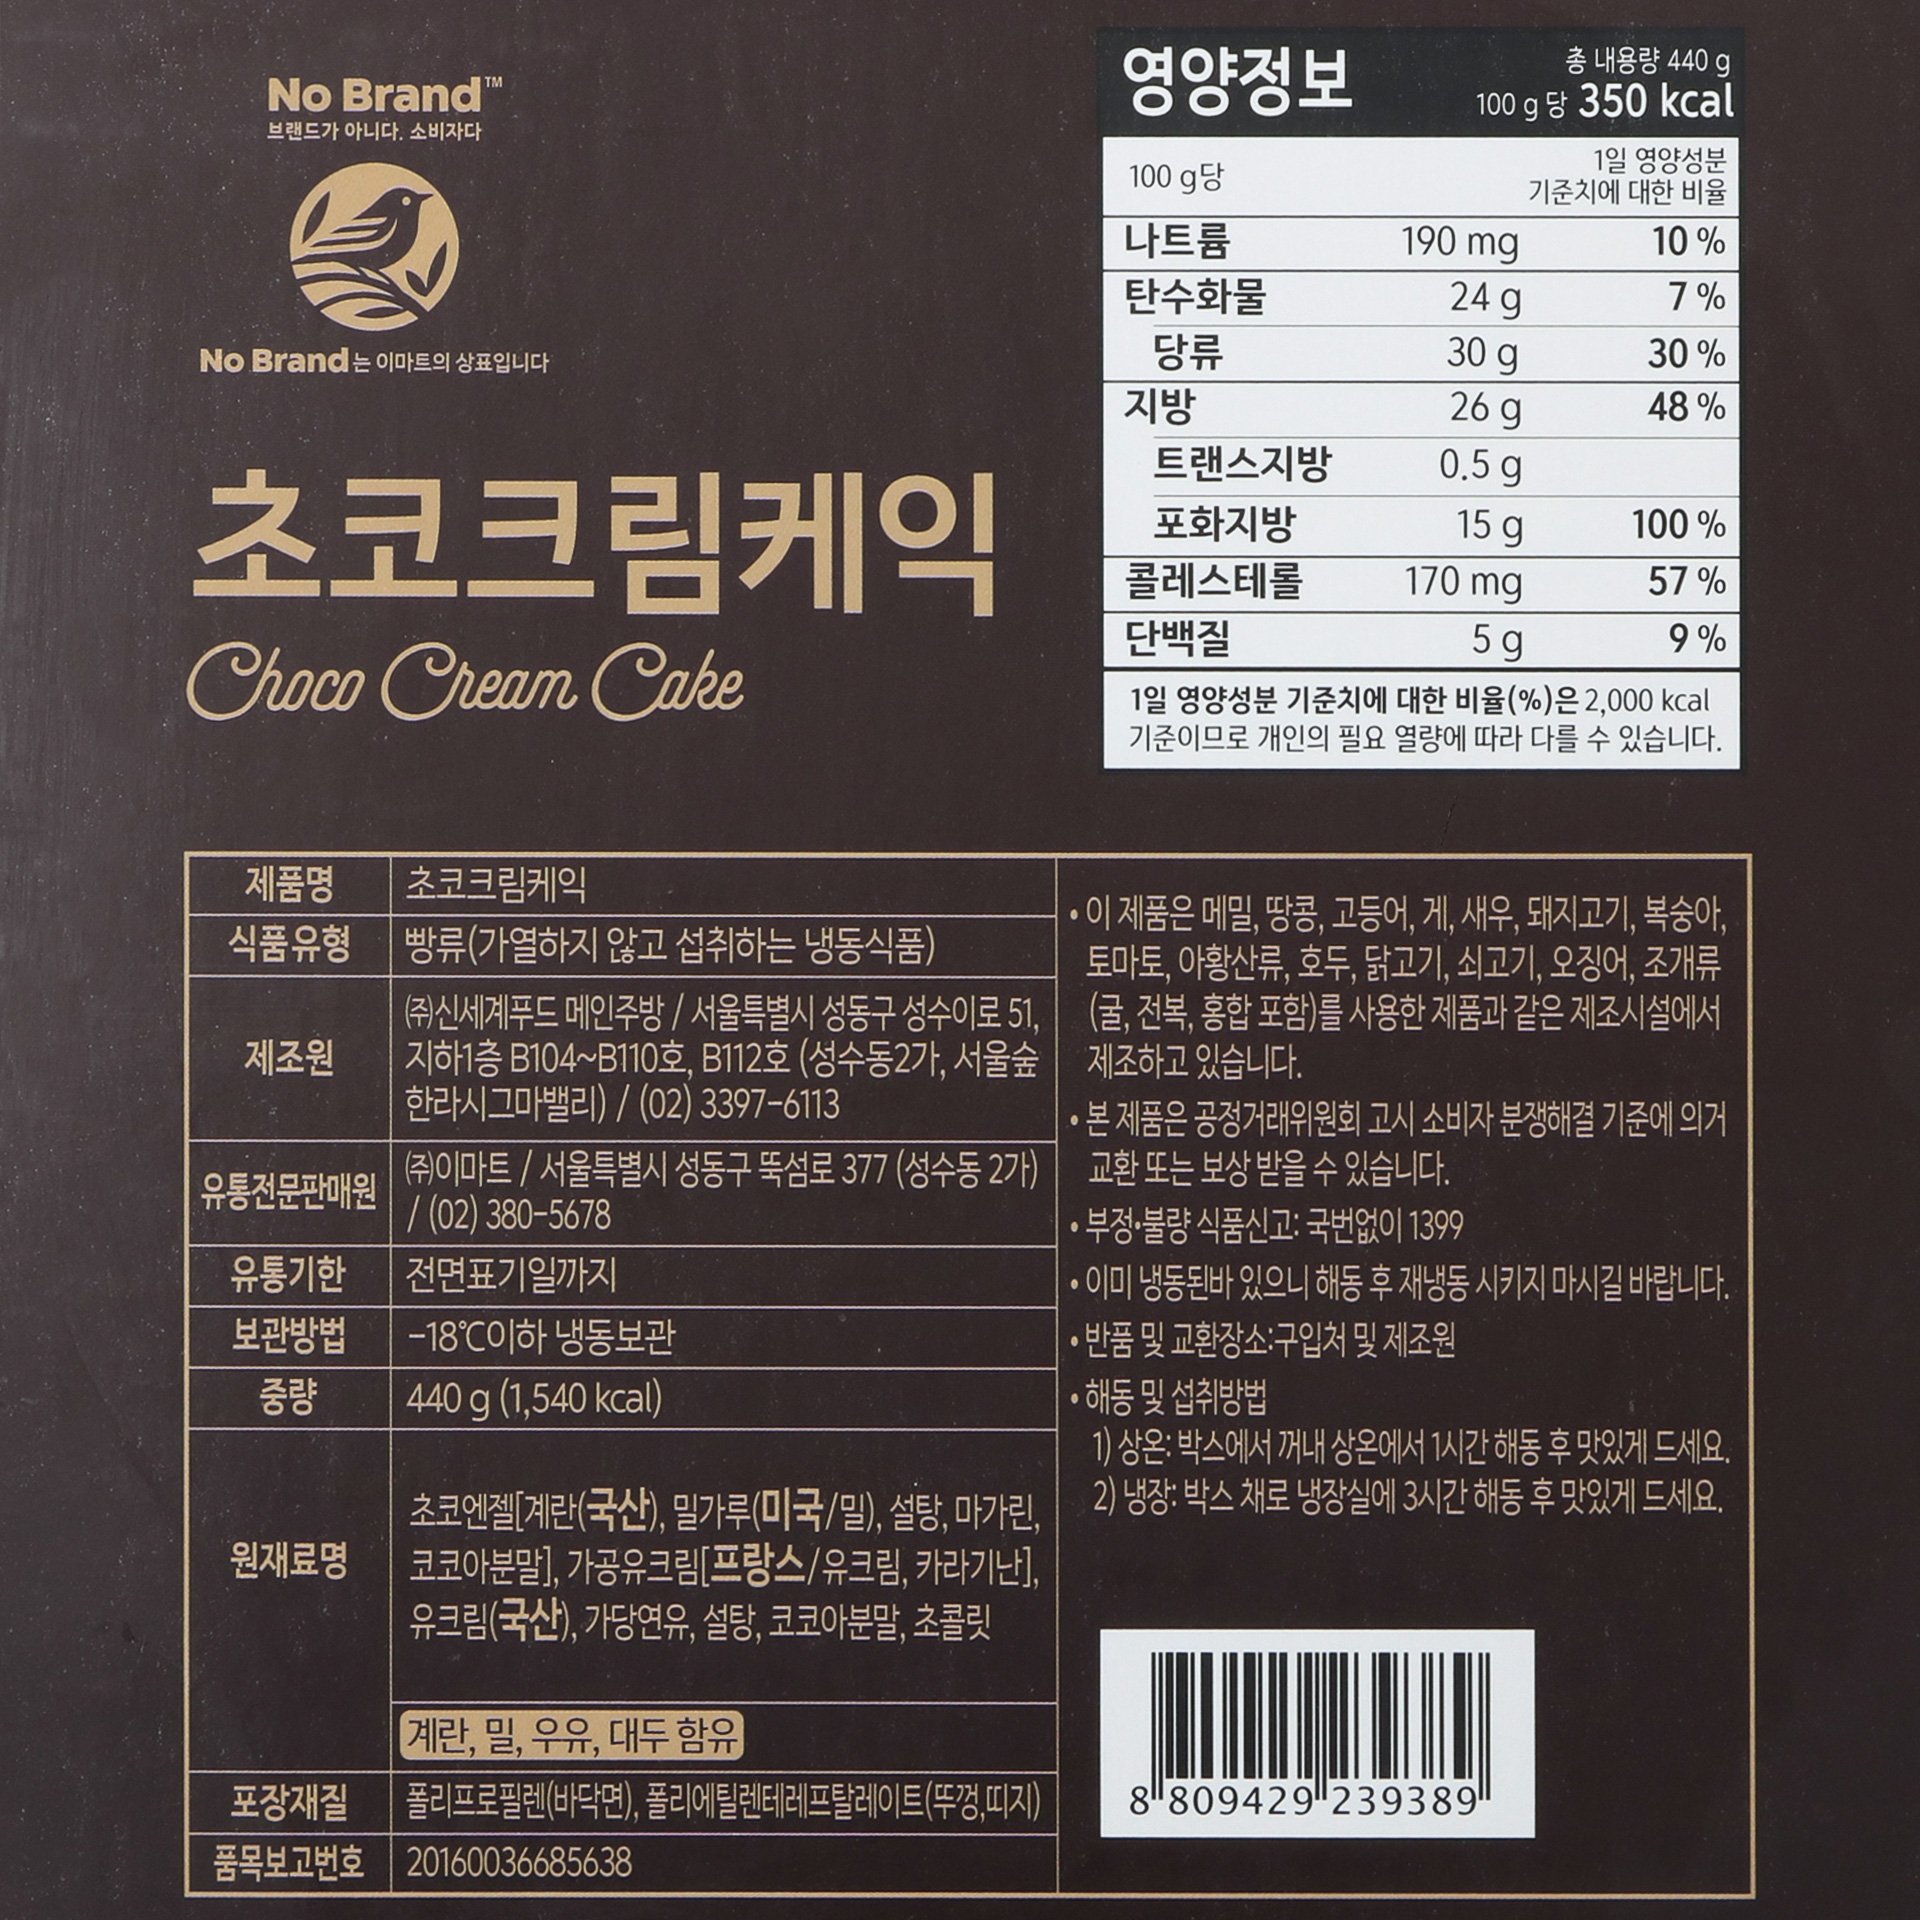 No Brand™
브랜드가 아니다. 소비자다
No Brand는 이마트의 상표입니다
초코크림케익
Choco Cream Cake
영양정보
총 내용량 440 g
100 g 당 350 kcal
100 g당
1일 영양성분
기준치에 대한 비율
나트륨 190 mg 10 %
탄수화물 24 g 7 %
당류 30 g 30 %
지방 26 g 48 %
트랜스지방 0.5 g
포화지방 15 g 100 %
콜레스테롤 170 mg 57 %
단백질 5 g 9 %
1일 영양성분 기준치에 대한 비율(%)은 2,000 kcal
기준이므로 개인의 필요 열량에 따라 다를 수 있습니다.
제품명 초코크림케익
식품유형 빵류(가열하지 않고 섭취하는 냉동식품)
제조원
㈜신세계푸드 메인주방 / 서울특별시 성동구 성수이로 51,
지하1층 B104~B110호, B112호 (성수동2가, 서울숲
한라시그마밸리) / (02) 3397-6113
유통전문판매원
㈜이마트 / 서울특별시 성동구 뚝섬로 377 (성수동 2가)
/ (02) 380-5678
유통기한 전면표기일까지
보관방법 -18℃이하 냉동보관
중량 440 g (1,540 kcal)
원재료명
초코엔젤[계란(국산), 밀가루(미국/밀), 설탕, 마가린,
코코아분말], 가공유크림[프랑스/유크림, 카라기난],
유크림(국산), 가당연유, 설탕, 코코아분말, 초콜릿
계란, 밀, 우유, 대두 함유
포장재질 폴리프로필렌(바닥면), 폴리에틸렌테레프탈레이트(뚜껑,띠지)
품목보고번호 20160036685638
• 이 제품은 메밀, 땅콩, 고등어, 게, 새우, 돼지고기, 복숭아,
토마토, 아황산류, 호두, 닭고기, 쇠고기, 오징어, 조개류
(굴, 전복, 홍합 포함)를 사용한 제품과 같은 제조시설에서
제조하고 있습니다.
• 본 제품은 공정거래위원회 고시 소비자 분쟁해결 기준에 의거
교환 또는 보상 받을 수 있습니다.
• 부정•불량 식품신고: 국번없이 1399
• 이미 냉동된바 있으니 해동 후 재냉동 시키지 마시길 바랍니다.
• 반품 및 교환장소:구입처 및 제조원
• 해동 및 섭취방법
1) 상온: 박스에서 꺼내 상온에서 1시간 해동 후 맛있게 드세요.
2) 냉장: 박스 채로 냉장실에 3시간 해동 후 맛있게 드세요.
8 809429 239389